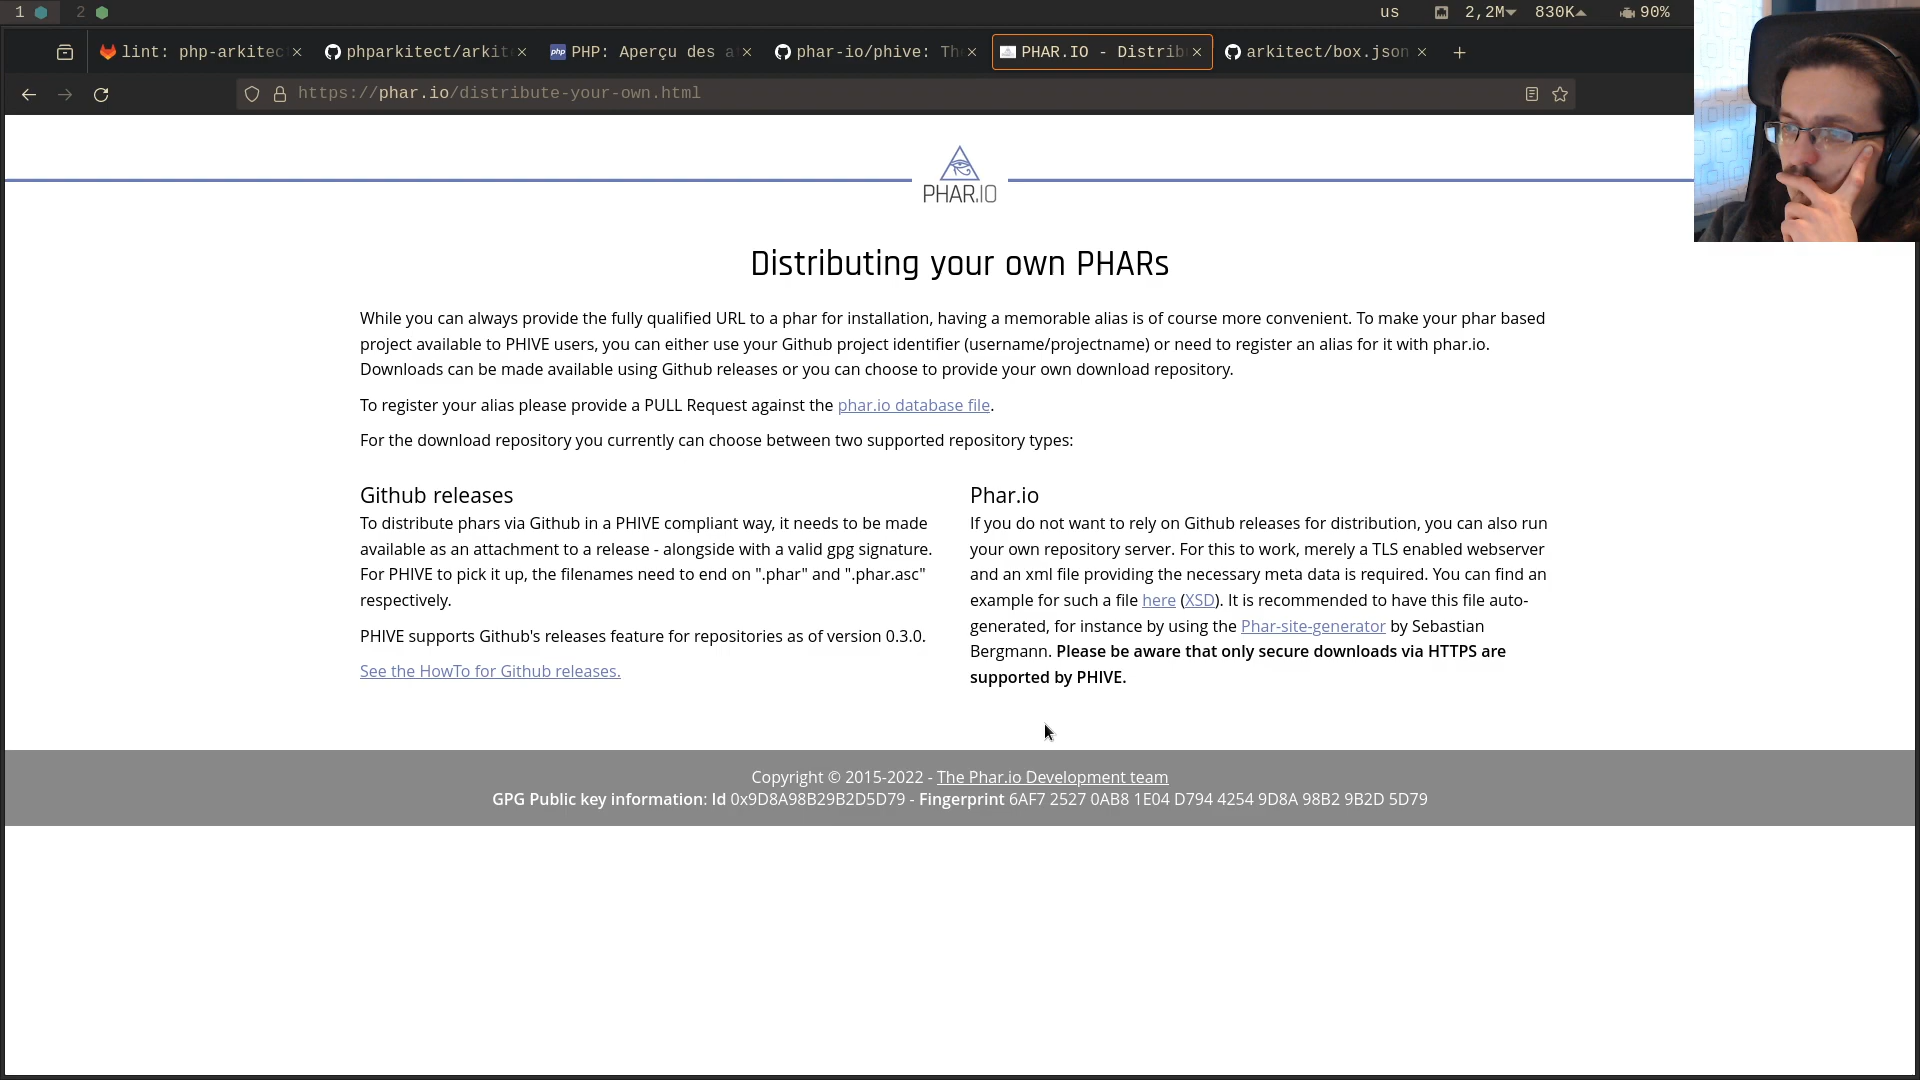 1 2 us 2,2M 830K 90%
lint: php-arkitec phparkitect/arkit PHP: Aperçu des a phar-io/phive: Th PHAR.IO - Distrib arkitect/box.json
https://phar.io/distribute-your-own.html
PHAR.IO
Distributing your own PHARs
While you can always provide the fully qualified URL to a phar for installation, having a memorable alias is of course more convenient. To make your phar based
project available to PHIVE users, you can either use your Github project identifier (username/projectname) or need to register an alias for it with phar.io.
Downloads can be made available using Github releases or you can choose to provide your own download repository.
To register your alias please provide a PULL Request against the phar.io database file.
For the download repository you currently can choose between two supported repository types:
Github releases
To distribute phars via Github in a PHIVE compliant way, it needs to be made
available as an attachment to a release - alongside with a valid gpg signature.
For PHIVE to pick it up, the filenames need to end on ".phar" and ".phar.asc"
respectively.
PHIVE supports Github's releases feature for repositories as of version 0.3.0.
See the HowTo for Github releases.
Phar.io
If you do not want to rely on Github releases for distribution, you can also run
your own repository server. For this to work, merely a TLS enabled webserver
and an xml file providing the necessary meta data is required. You can find an
example for such a file here (XSD). It is recommended to have this file auto-
generated, for instance by using the Phar-site-generator by Sebastian
Bergmann. Please be aware that only secure downloads via HTTPS are
supported by PHIVE.
Copyright © 2015-2022 - The Phar.io Development team
GPG Public key information: Id 0x9D8A98B29B2D5D79 - Fingerprint 6AF7 2527 0AB8 1E04 D794 4254 9D8A 98B2 9B2D 5D79